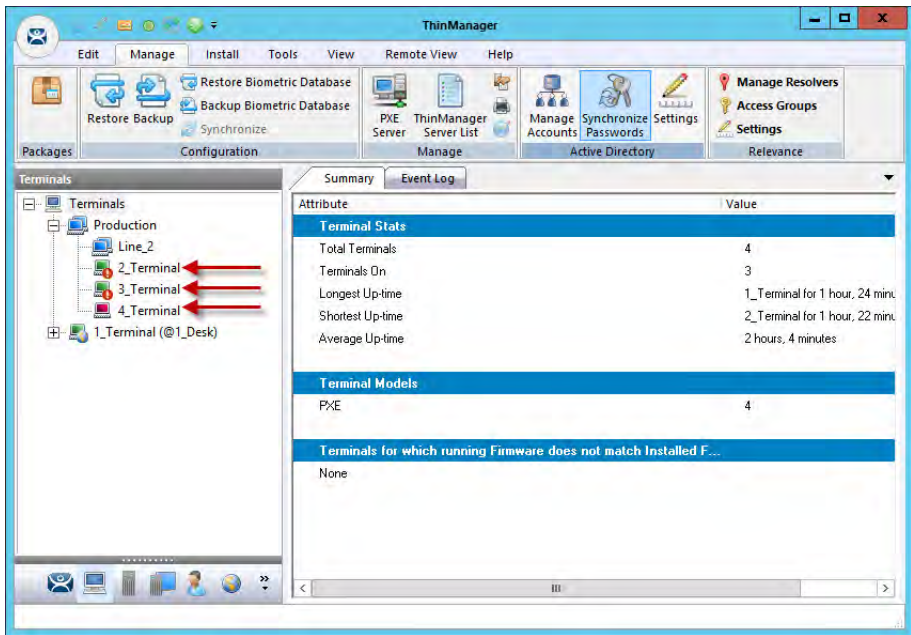 ThinManager
Edit Manage Install Tools View Remote View Help
Restore Backup
Restore Biometric Database
Backup Biometric Database
Synchronize
PXE Server
ThinManager Server List
Manage Accounts
Synchronize Passwords
Settings
Manage Resolvers
Access Groups
Settings
Packages Configuration Manage Active Directory Relevance
Terminals
Terminals
Production
Line_2
2_Terminal
3_Terminal
4_Terminal
1_Terminal (@1_Desk)
Summary Event Log
Attribute Value
Terminal Stats
Total Terminals 4
Terminals On 3
Longest Up-time 1_Terminal for 1 hour, 24 minu
Shortest Up-time 2_Terminal for 1 hour, 22 minu
Average Up-time 2 hours, 4 minutes
Terminal Models
PXE 4
Terminals for which running Firmware does not match Installed F...
None